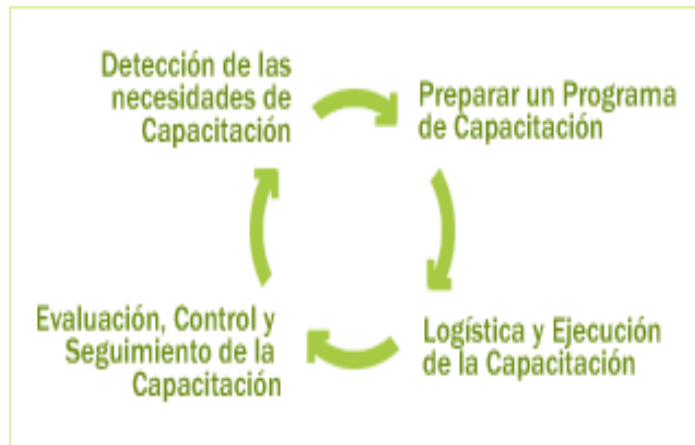 Detección de las
necesidades de
Capacitación
Preparar un Programa
de Capacitación
Logística y Ejecución
de la Capacitación
Evaluación, Control y
Seguimiento de la
Capacitación